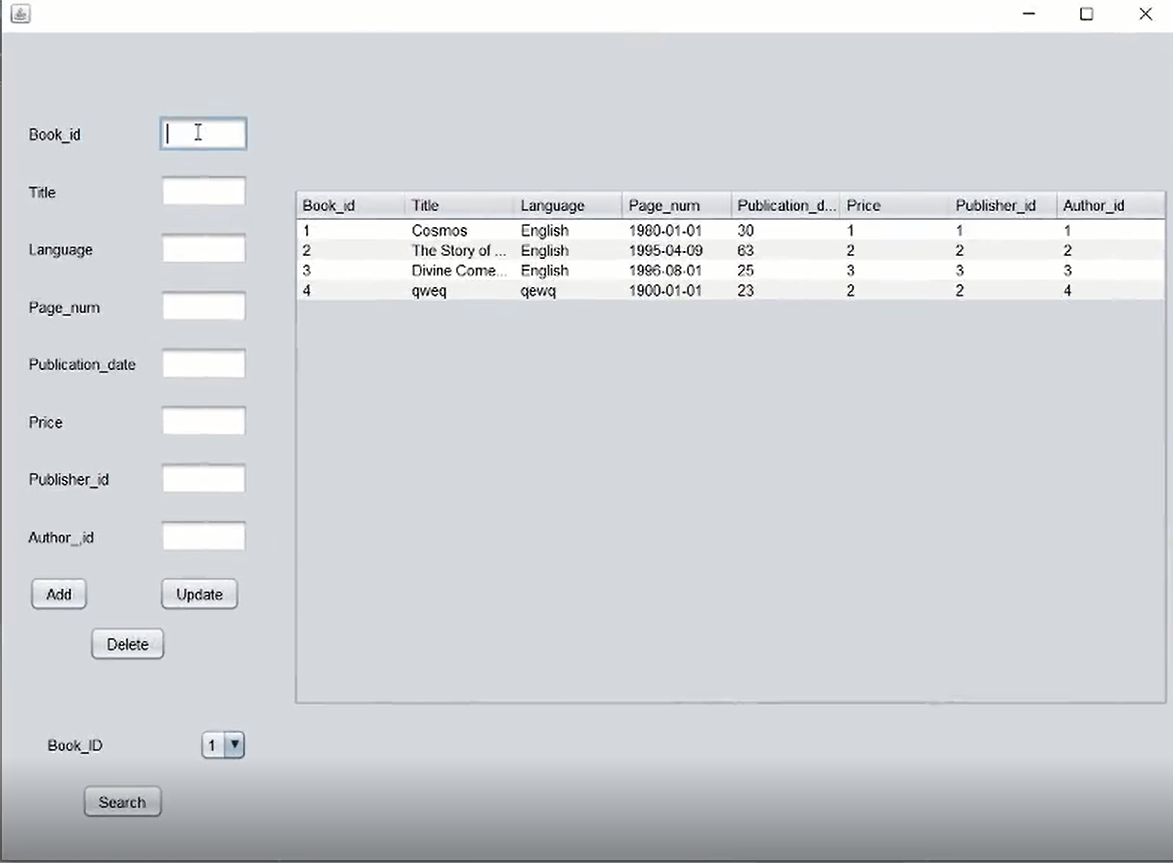 Book_id
Title
Language
Page_num
Publication_date
Price
Publisher_id
Author_,id
Add Update
Delete
Book_ID 1
Search
Book_id Title Language Page_num Publication_d... Price Publisher_id Author_id
1 Cosmos English 1980-01-01 30 1 1 1
2 The Story of ... English 1995-04-09 63 2 2 2
3 Divine Come... English 1996-08-01 25 3 3 3
4 qweq qewq 1900-01-01 23 2 2 4